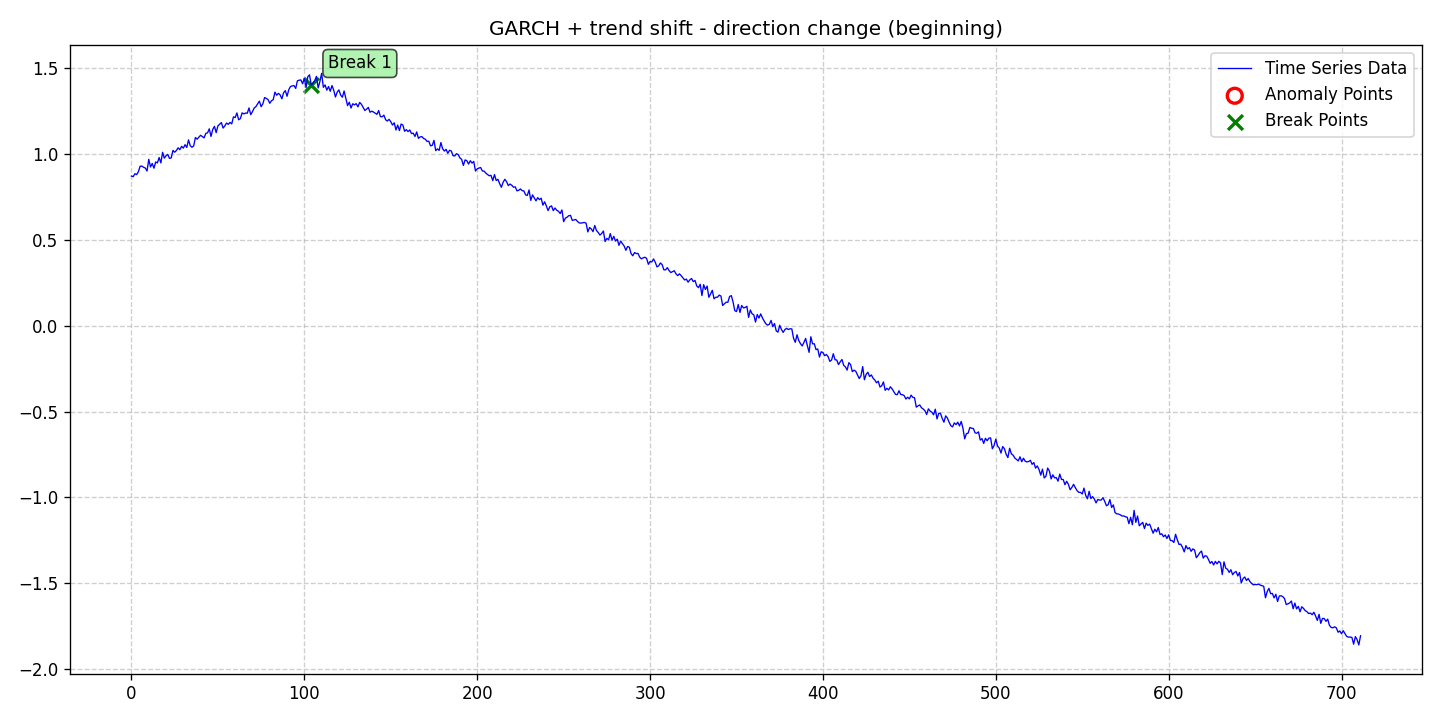 GARCH + trend shift - direction change (beginning)
Break 1
Time Series Data
Anomaly Points
Break Points
1.5
1.0
0.5
0.0
−0.5
−1.0
−1.5
−2.0
0 100 200 300 400 500 600 700